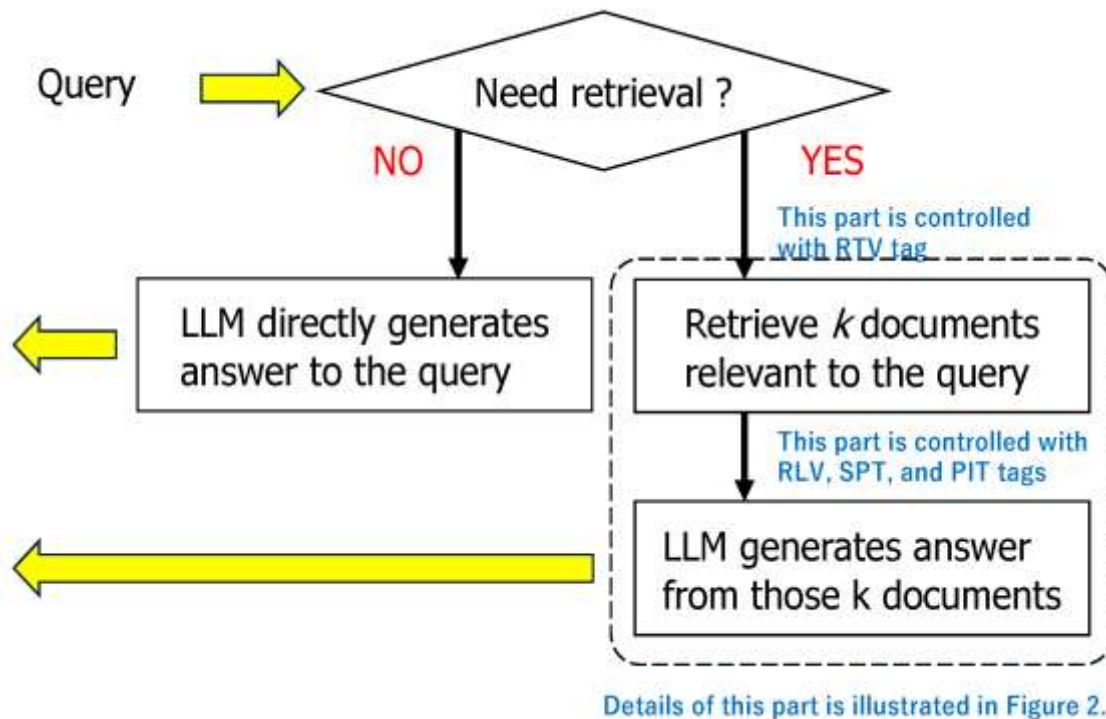 Query
Need retrieval ?
NO
YES
This part is controlled
with RTV tag
LLM directly generates
answer to the query
Retrieve k documents
relevant to the query
This part is controlled with
RLV, SPT, and PIT tags
LLM generates answer
from those k documents
Details of this part is illustrated in Figure 2.